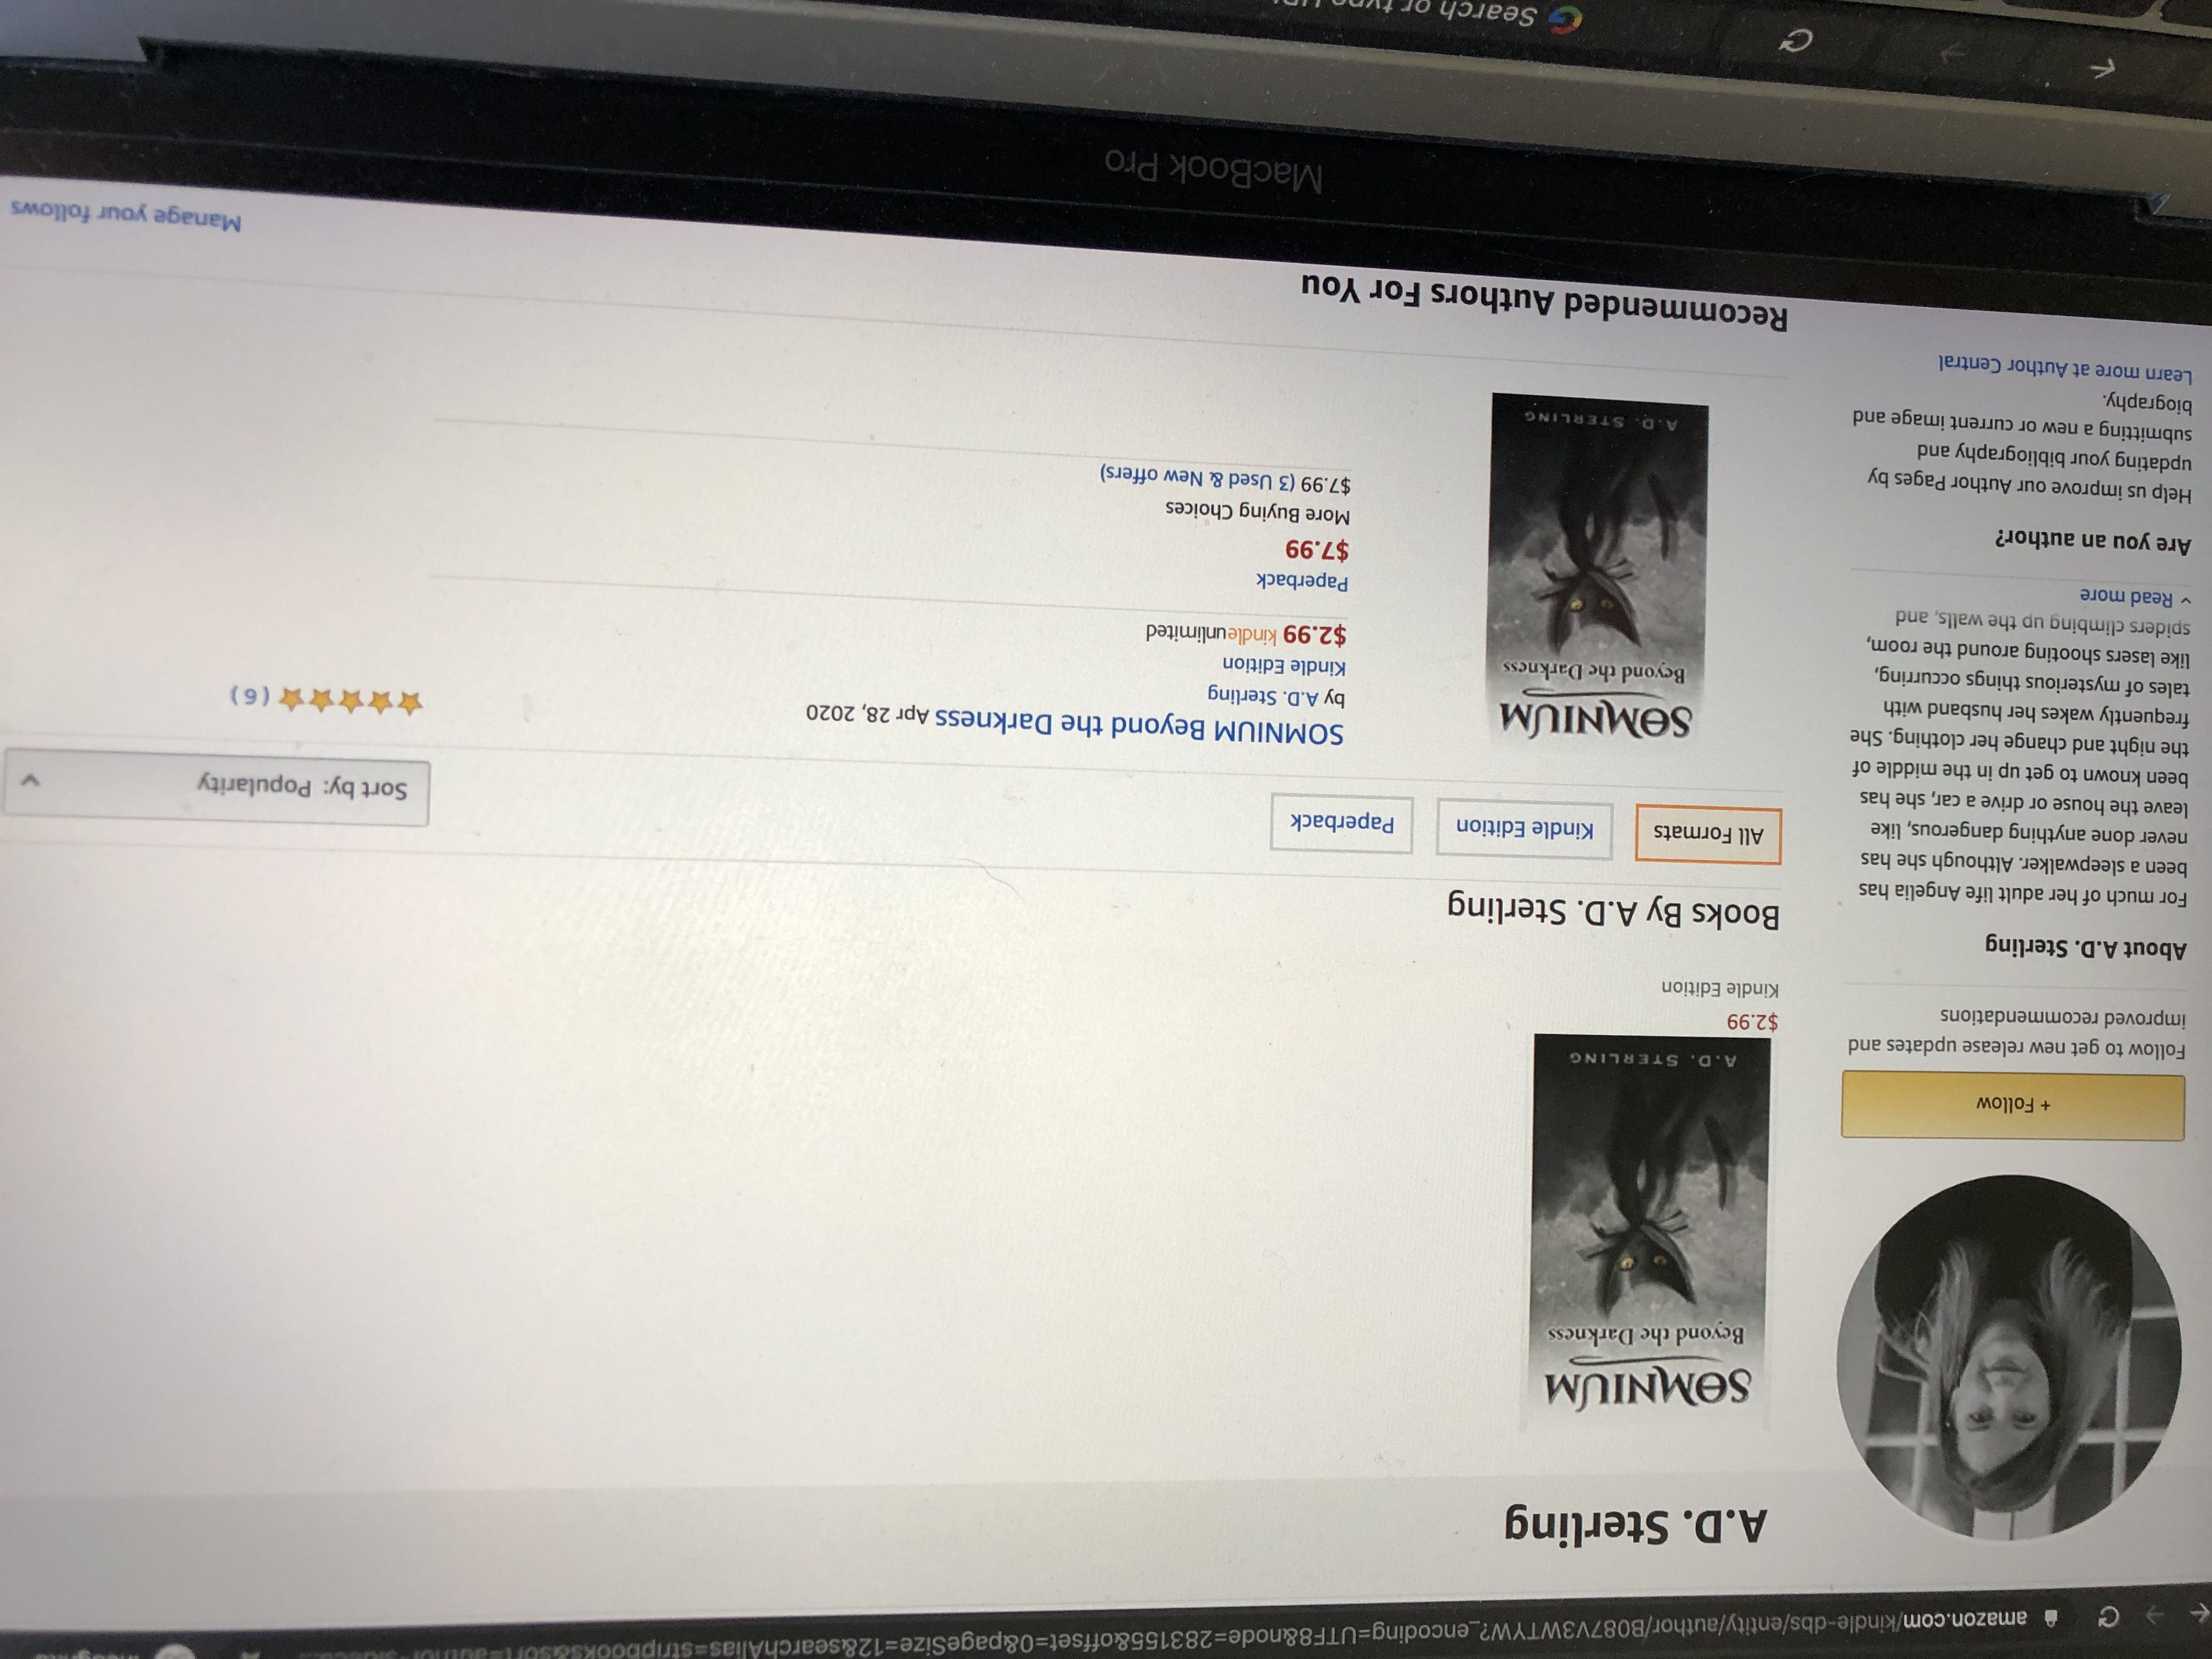 amazon.com/kindle-dbs/entity/author/B087V3WTYW?_encoding=UTF8&node=283155&offset=0&pageSize=12&searchAlias=stripbooks&sort=author
A.D. Sterling
SOMNIUM
Beyond the Darkness
A.D. STERLING
$2.99
Kindle Edition
+ Follow
Follow to get new release updates and
improved recommendations
About A.D. Sterling
For much of her adult life Angelia has
been a sleepwalker. Although she has
never done anything dangerous, like
leave the house or drive a car, she has
been known to get up in the middle of
the night and change her clothing. She
frequently wakes her husband with
tales of mysterious things occurring,
like lasers shooting around the room,
spiders climbing up the walls, and
Read more
Are you an author?
Help us improve our Author Pages by
updating your bibliography and
submitting a new or current image and
biography.
Learn more at Author Central
Books By A.D. Sterling
All Formats
Kindle Edition
Paperback
Sort by: Popularity
SOMNIUM
Beyond the Darkness
A.D. STERLING
SOMNIUM Beyond the Darkness Apr 28, 2020
by A.D. Sterling
Kindle Edition
$2.99 kindleunlimited
(6)
Paperback
$7.99
More Buying Choices
$7.99 (3 Used & New offers)
Recommended Authors For You
Manage your follows
MacBook Pro
Search or type